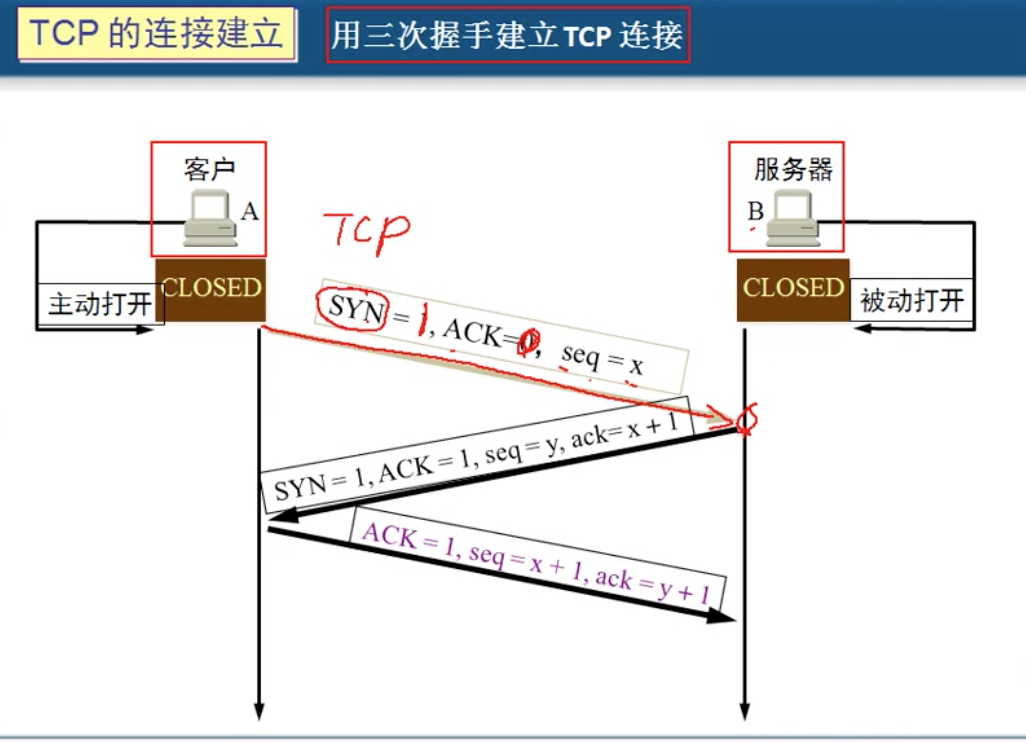 TCP 的连接建立
用三次握手建立 TCP 连接
客户
A
服务器
B
CLOSED
主动打开
CLOSED
被动打开
TCP
SYN = 1, ACK=0, seq = x
SYN = 1, ACK = 1, seq = y, ack= x + 1
ACK = 1, seq = x + 1, ack = y + 1